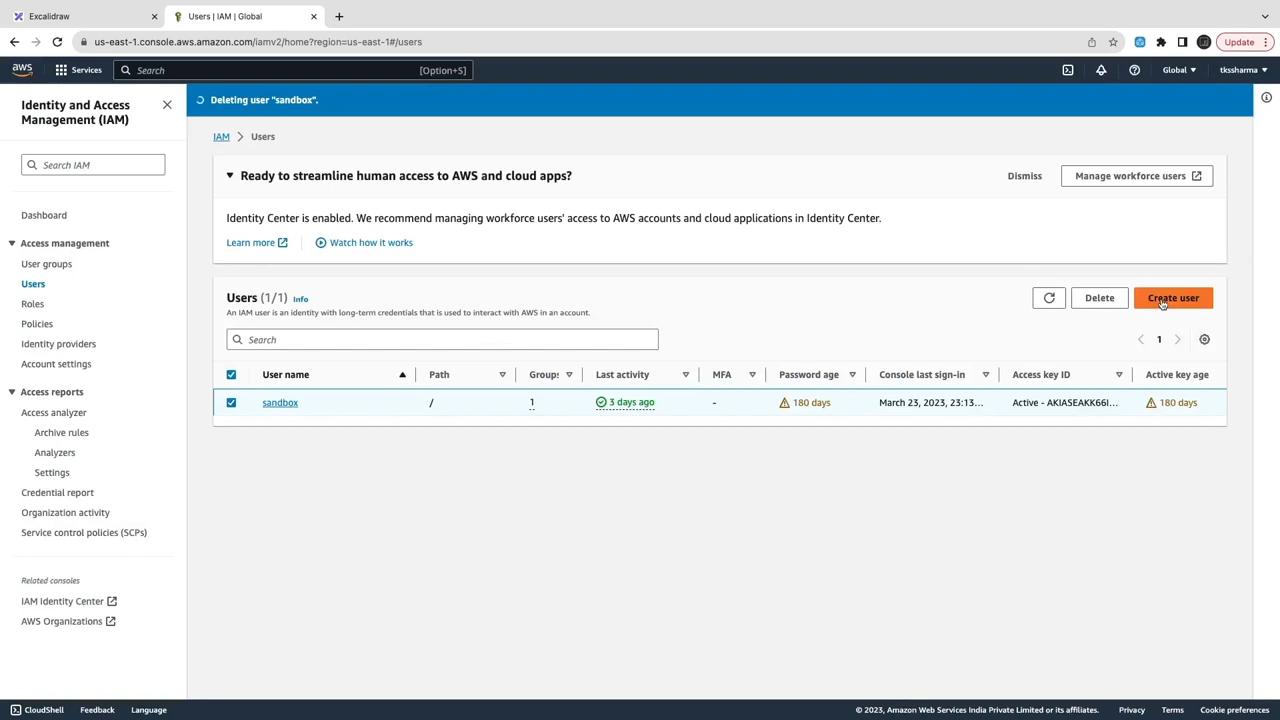 Excalidraw
Users | IAM | Global
us-east-1.console.aws.amazon.com/iamv2/home?region=us-east-1#/users
Update
aws
Services
Search
[Option+S]
Global
tkssharma
Identity and Access
Management (IAM)
Search IAM
Dashboard
Access management
User groups
Users
Roles
Policies
Identity providers
Account settings
Access reports
Access analyzer
Archive rules
Analyzers
Settings
Credential report
Organization activity
Service control policies (SCPs)
Related consoles
IAM Identity Center
AWS Organizations
Deleting user "sandbox".
IAM > Users
Ready to streamline human access to AWS and cloud apps?
Dismiss
Manage workforce users
Identity Center is enabled. We recommend managing workforce users' access to AWS accounts and cloud applications in Identity Center.
Learn more
Watch how it works
Users (1/1) Info
An IAM user is an identity with long-term credentials that is used to interact with AWS in an account.
Delete
Create user
Search
1
User name
Path
Groups
Last activity
MFA
Password age
Console last sign-in
Access key ID
Active key age
sandbox
/
1
3 days ago
-
180 days
March 23, 2023, 23:13...
Active - AKIASEAKK66I...
180 days
CloudShell
Feedback
Language
© 2023, Amazon Web Services India Private Limited or its affiliates.
Privacy
Terms
Cookie preferences